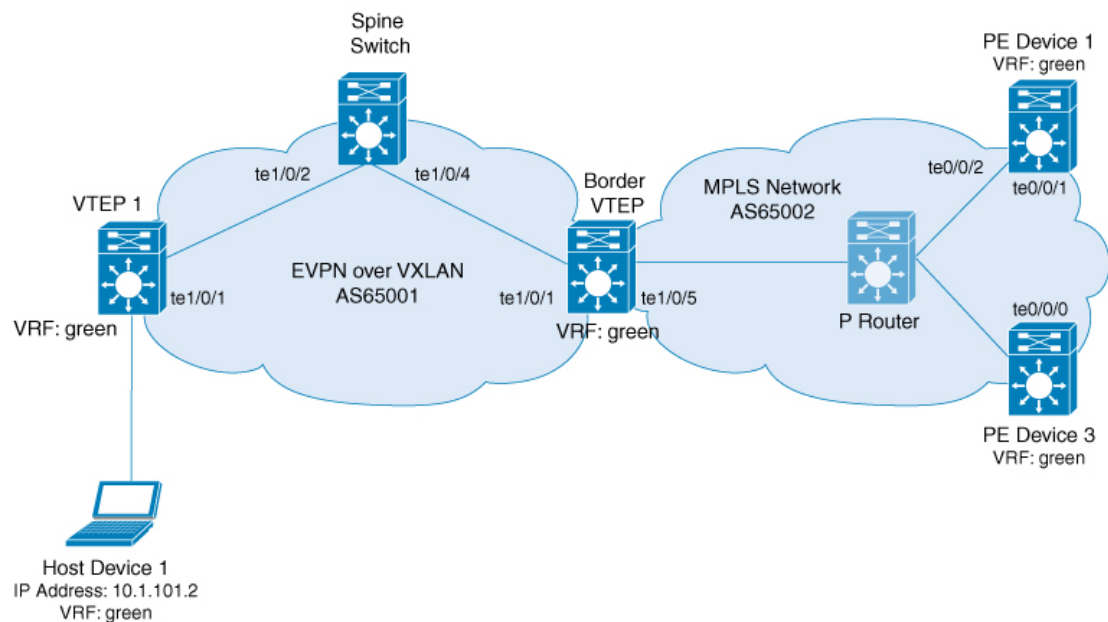 Spine
Switch
PE Device 1
VRF: green
te1/0/2
te1/0/4
Border
VTEP
MPLS Network
AS65002
te0/0/2
te0/0/1
VTEP 1
EVPN over VXLAN
AS65001
te1/0/1
te1/0/1
te1/0/5
VRF: green
VRF: green
P Router
te0/0/0
PE Device 3
VRF: green
Host Device 1
IP Address: 10.1.101.2
VRF: green